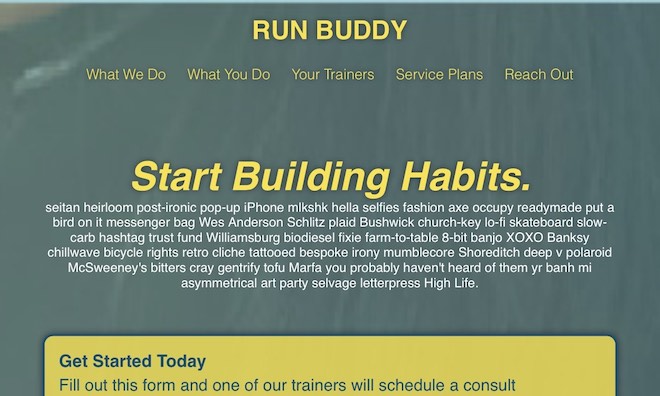 RUN BUDDY
What We Do What You Do Your Trainers Service Plans Reach Out
Start Building Habits.
seitan heirloom post-ironic pop-up iPhone mlkshk hella selfies fashion axe occupy readymade put a
bird on it messenger bag Wes Anderson Schlitz plaid Bushwick church-key lo-fi skateboard slow-
carb hashtag trust fund Williamsburg biodiesel fixie farm-to-table 8-bit banjo XOXO Banksy
chillwave bicycle rights retro cliche tattooed bespoke irony mumblecore Shoreditch deep v polaroid
McSweeney's bitters cray gentrify tofu Marfa you probably haven't heard of them yr banh mi
asymmetrical art party selvage letterpress High Life.
Get Started Today
Fill out this form and one of our trainers will schedule a consult